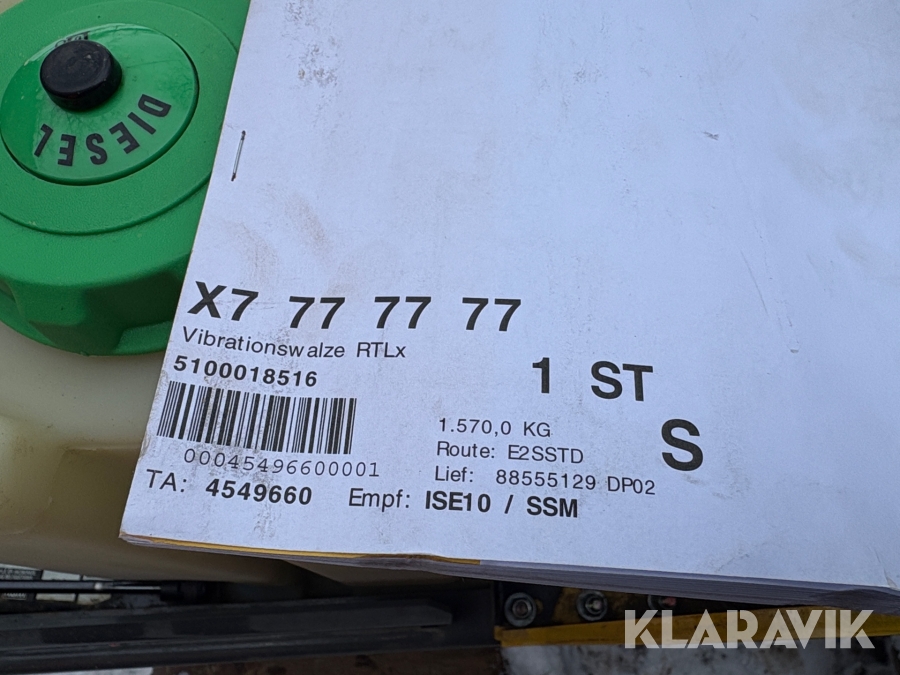 DIESEL
X7 77 77 77
Vibrationswalze RTLx
5100018516
1 ST
S
00045496600001
1.570,0 KG
Route: E2SSTD
Lief: 88555129 DP02
TA: 4549660 Empf: ISE10 / SSM
KLARAVIK